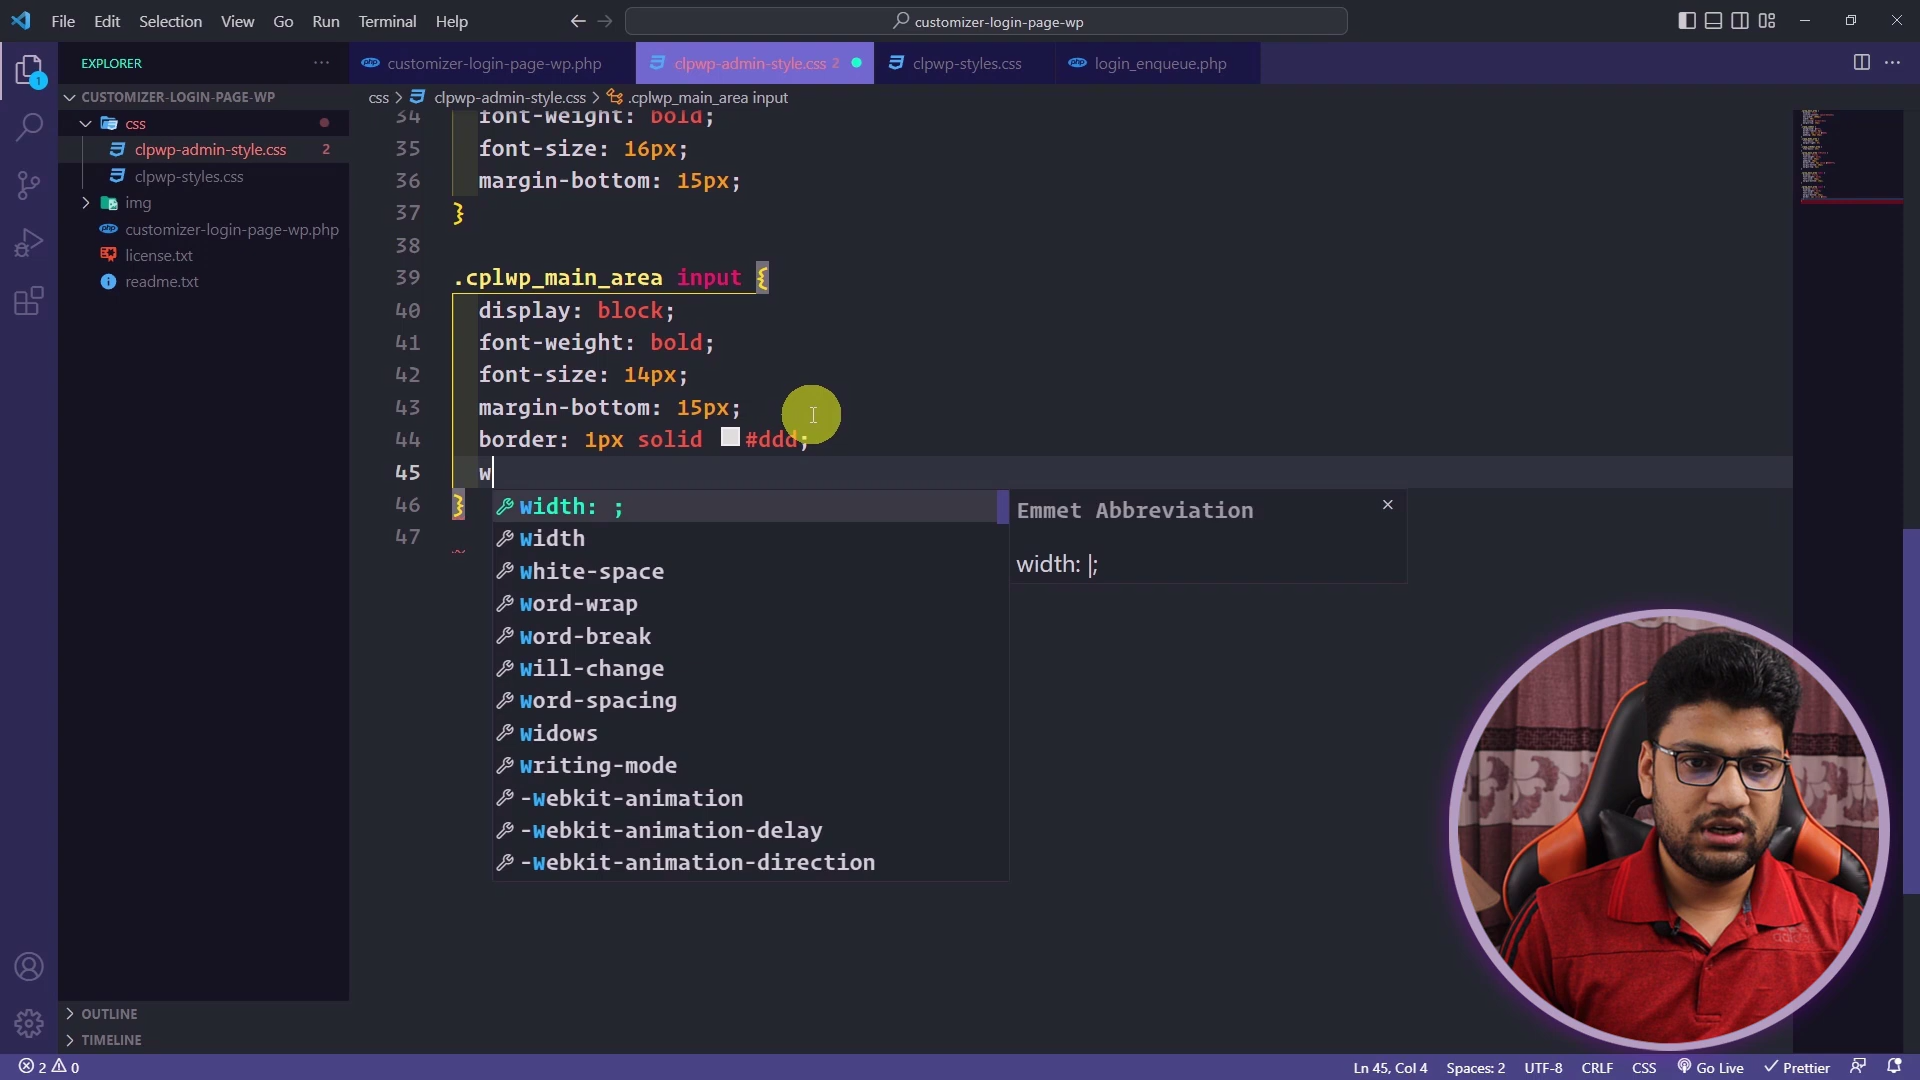 File Edit Selection View Go Run Terminal Help
customizer-login-page-wp
EXPLORER
customizer-login-page-wp.php
clpwp-admin-style.css 2
clpwp-styles.css
login_enqueue.php
CUSTOMIZER-LOGIN-PAGE-WP
css > clpwp-admin-style.css > .cplwp_main_area input
css
clpwp-admin-style.css 2
clpwp-styles.css
img
customizer-login-page-wp.php
license.txt
readme.txt
1
34 font-weight: bold;
35 font-size: 16px;
36 margin-bottom: 15px;
37 }
38
39 .cplwp_main_area input {
40 display: block;
41 font-weight: bold;
42 font-size: 14px;
43 margin-bottom: 15px;
44 border: 1px solid #ddd;
45 w
46 }
47
width: ;
width
white-space
word-wrap
word-break
will-change
word-spacing
widows
writing-mode
-webkit-animation
-webkit-animation-delay
-webkit-animation-direction
Emmet Abbreviation
width: |;
OUTLINE
TIMELINE
2 0
Ln 45, Col 4 Spaces: 2 UTF-8 CRLF CSS Go Live Prettier